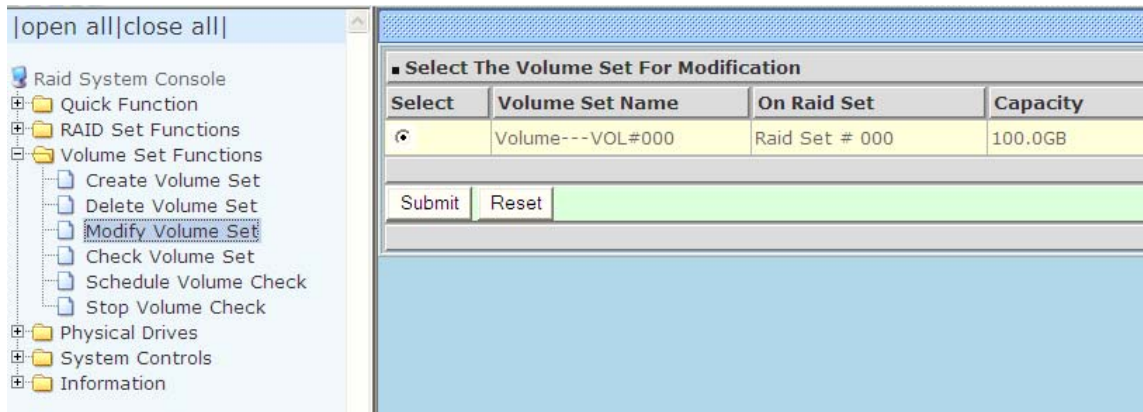 |open all|close all|
Raid System Console
Quick Function
RAID Set Functions
Volume Set Functions
Create Volume Set
Delete Volume Set
Modify Volume Set
Check Volume Set
Schedule Volume Check
Stop Volume Check
Physical Drives
System Controls
Information
Select The Volume Set For Modification
Select Volume Set Name On Raid Set Capacity
Volume---VOL#000 Raid Set # 000 100.0GB
Submit Reset